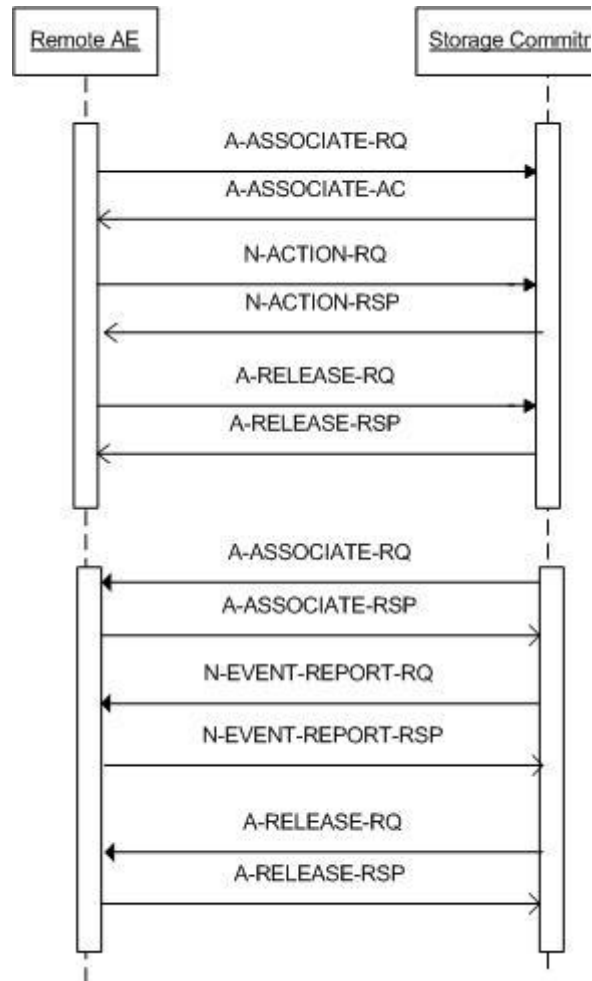 Remote AE
Storage Commitm
A-ASSOCIATE-RQ
A-ASSOCIATE-AC
N-ACTION-RQ
N-ACTION-RSP
A-RELEASE-RQ
A-RELEASE-RSP
A-ASSOCIATE-RQ
A-ASSOCIATE-RSP
N-EVENT-REPORT-RQ
N-EVENT-REPORT-RSP
A-RELEASE-RQ
A-RELEASE-RSP